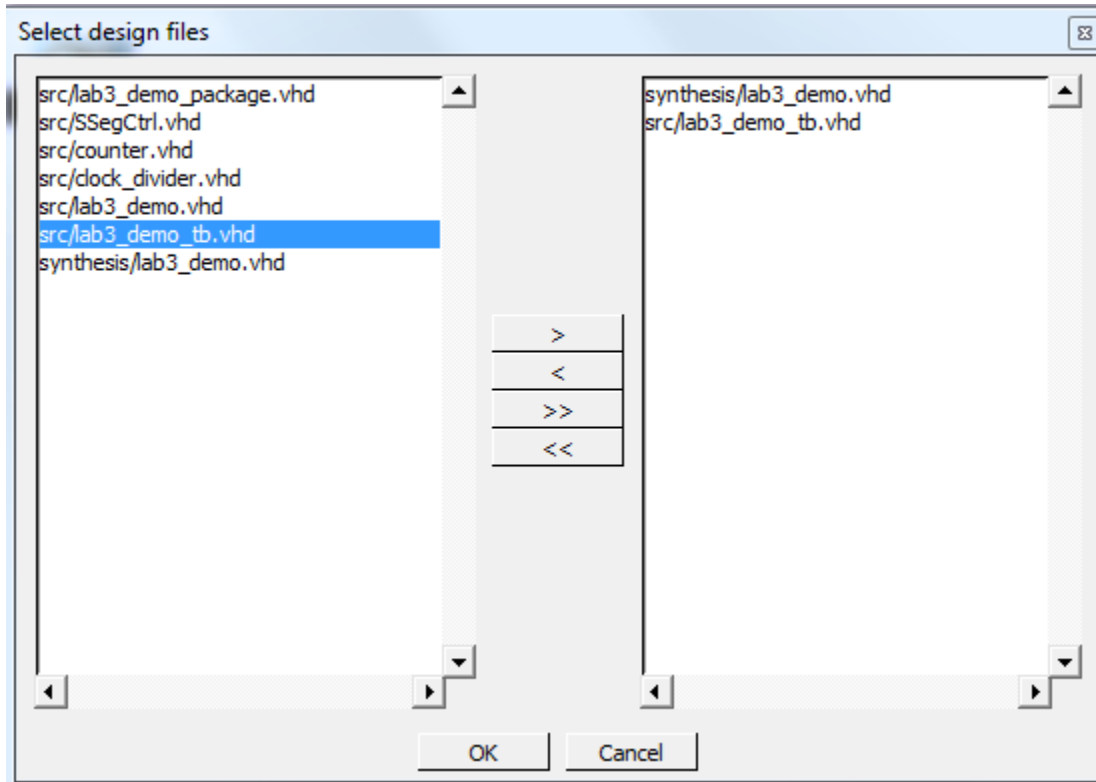 Select design files
src/lab3_demo_package.vhd
src/SSegCtrl.vhd
src/counter.vhd
src/clock_divider.vhd
src/lab3_demo.vhd
src/lab3_demo_tb.vhd
synthesis/lab3_demo.vhd
>
<
>>
<<
synthesis/lab3_demo.vhd
src/lab3_demo_tb.vhd
OK
Cancel